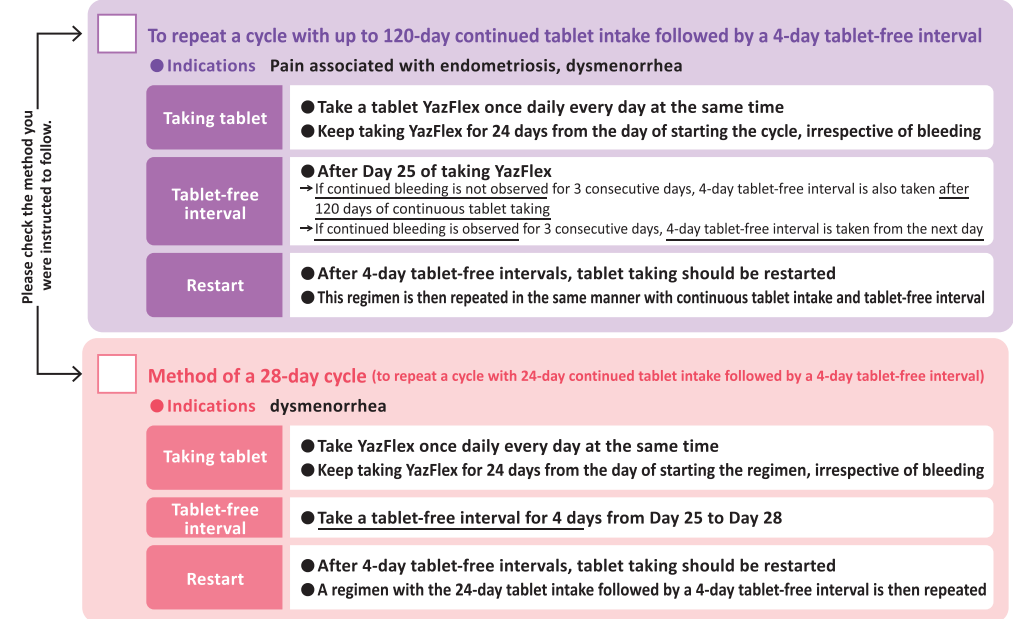 Please check the method you
were instructed to follow.
To repeat a cycle with up to 120-day continued tablet intake followed by a 4-day tablet-free interval
● Indications Pain associated with endometriosis, dysmenorrhea
Taking tablet
● Take a tablet YazFlex once daily every day at the same time
● Keep taking YazFlex for 24 days from the day of starting the cycle, irrespective of bleeding
Tablet-free
interval
● After Day 25 of taking YazFlex
→ If continued bleeding is not observed for 3 consecutive days, 4-day tablet-free interval is also taken after
120 days of continuous tablet taking
→ If continued bleeding is observed for 3 consecutive days, 4-day tablet-free interval is taken from the next day
Restart
● After 4-day tablet-free intervals, tablet taking should be restarted
● This regimen is then repeated in the same manner with continuous tablet intake and tablet-free interval
Method of a 28-day cycle (to repeat a cycle with 24-day continued tablet intake followed by a 4-day tablet-free interval)
● Indications dysmenorrhea
Taking tablet
● Take YazFlex once daily every day at the same time
● Keep taking YazFlex for 24 days from the day of starting the regimen, irrespective of bleeding
Tablet-free
interval
● Take a tablet-free interval for 4 days from Day 25 to Day 28
Restart
● After 4-day tablet-free intervals, tablet taking should be restarted
● A regimen with the 24-day tablet intake followed by a 4-day tablet-free interval is then repeated